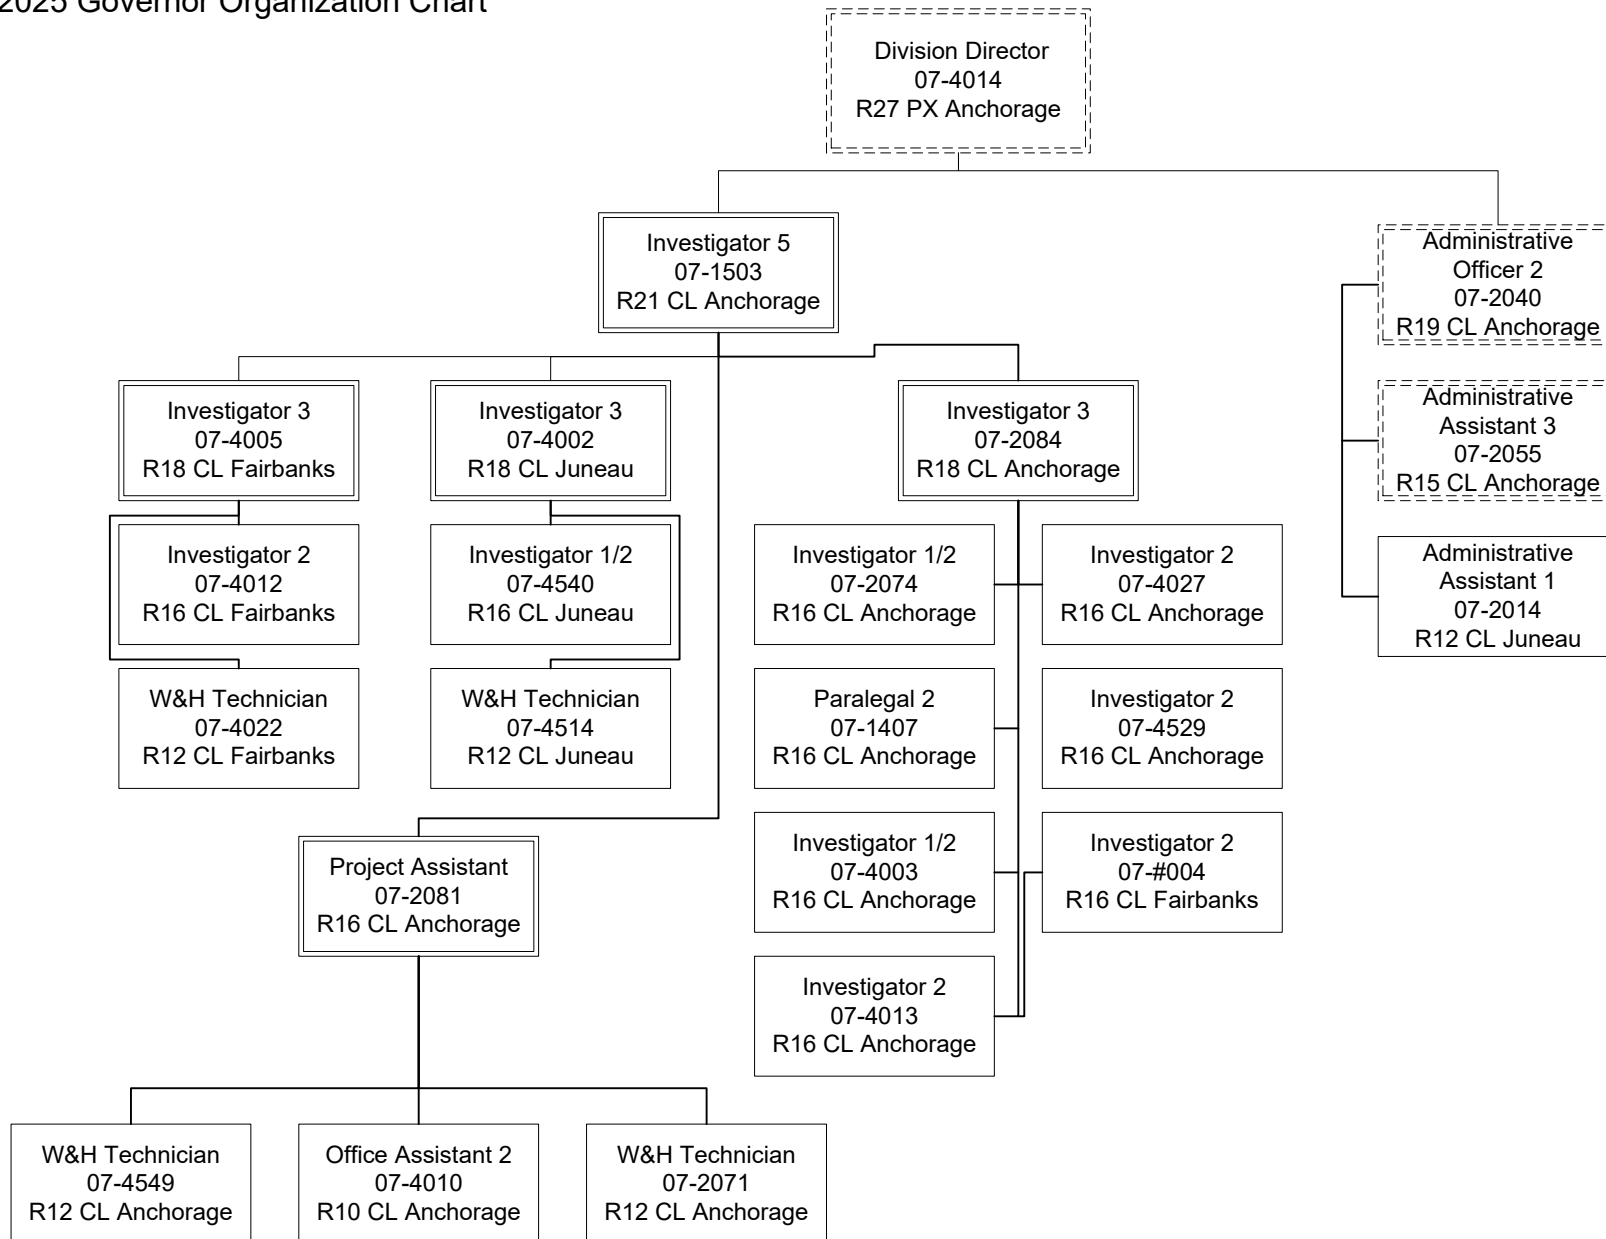 2025 Governor Organization Chart
Division Director
07-4014
R27 PX Anchorage
Investigator 5
07-1503
R21 CL Anchorage
Administrative
Officer 2
07-2040
R19 CL Anchorage
Investigator 3
07-4005
R18 CL Fairbanks
Investigator 3
07-4002
R18 CL Juneau
Investigator 3
07-2084
R18 CL Anchorage
Administrative
Assistant 3
07-2055
R15 CL Anchorage
Investigator 2
07-4012
R16 CL Fairbanks
Investigator 1/2
07-4540
R16 CL Juneau
Investigator 1/2
07-2074
R16 CL Anchorage
Investigator 2
07-4027
R16 CL Anchorage
Administrative
Assistant 1
07-2014
R12 CL Juneau
W&H Technician
07-4022
R12 CL Fairbanks
W&H Technician
07-4514
R12 CL Juneau
Paralegal 2
07-1407
R16 CL Anchorage
Investigator 2
07-4529
R16 CL Anchorage
Project Assistant
07-2081
R16 CL Anchorage
Investigator 1/2
07-4003
R16 CL Anchorage
Investigator 2
07-#004
R16 CL Fairbanks
Investigator 2
07-4013
R16 CL Anchorage
W&H Technician
07-4549
R12 CL Anchorage
Office Assistant 2
07-4010
R10 CL Anchorage
W&H Technician
07-2071
R12 CL Anchorage